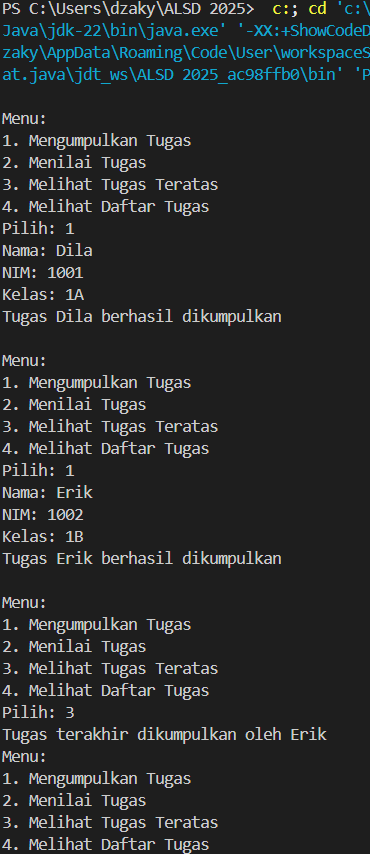 PS C:\Users\dzaky\ALSD 2025>  c:; cd 'c:\
Java\jdk-22\bin\java.exe' '-XX:+ShowCodeD
zaky\AppData\Roaming\Code\User\workspaceS
at.java\jdt_ws\ALSD 2025_ac98ffb0\bin' 'P

Menu:
1. Mengumpulkan Tugas
2. Menilai Tugas
3. Melihat Tugas Teratas
4. Melihat Daftar Tugas
Pilih: 1
Nama: Dila
NIM: 1001
Kelas: 1A
Tugas Dila berhasil dikumpulkan

Menu:
1. Mengumpulkan Tugas
2. Menilai Tugas
3. Melihat Tugas Teratas
4. Melihat Daftar Tugas
Pilih: 1
Nama: Erik
NIM: 1002
Kelas: 1B
Tugas Erik berhasil dikumpulkan

Menu:
1. Mengumpulkan Tugas
2. Menilai Tugas
3. Melihat Tugas Teratas
4. Melihat Daftar Tugas
Pilih: 3
Tugas terakhir dikumpulkan oleh Erik
Menu:
1. Mengumpulkan Tugas
2. Menilai Tugas
3. Melihat Tugas Teratas
4. Melihat Daftar Tugas